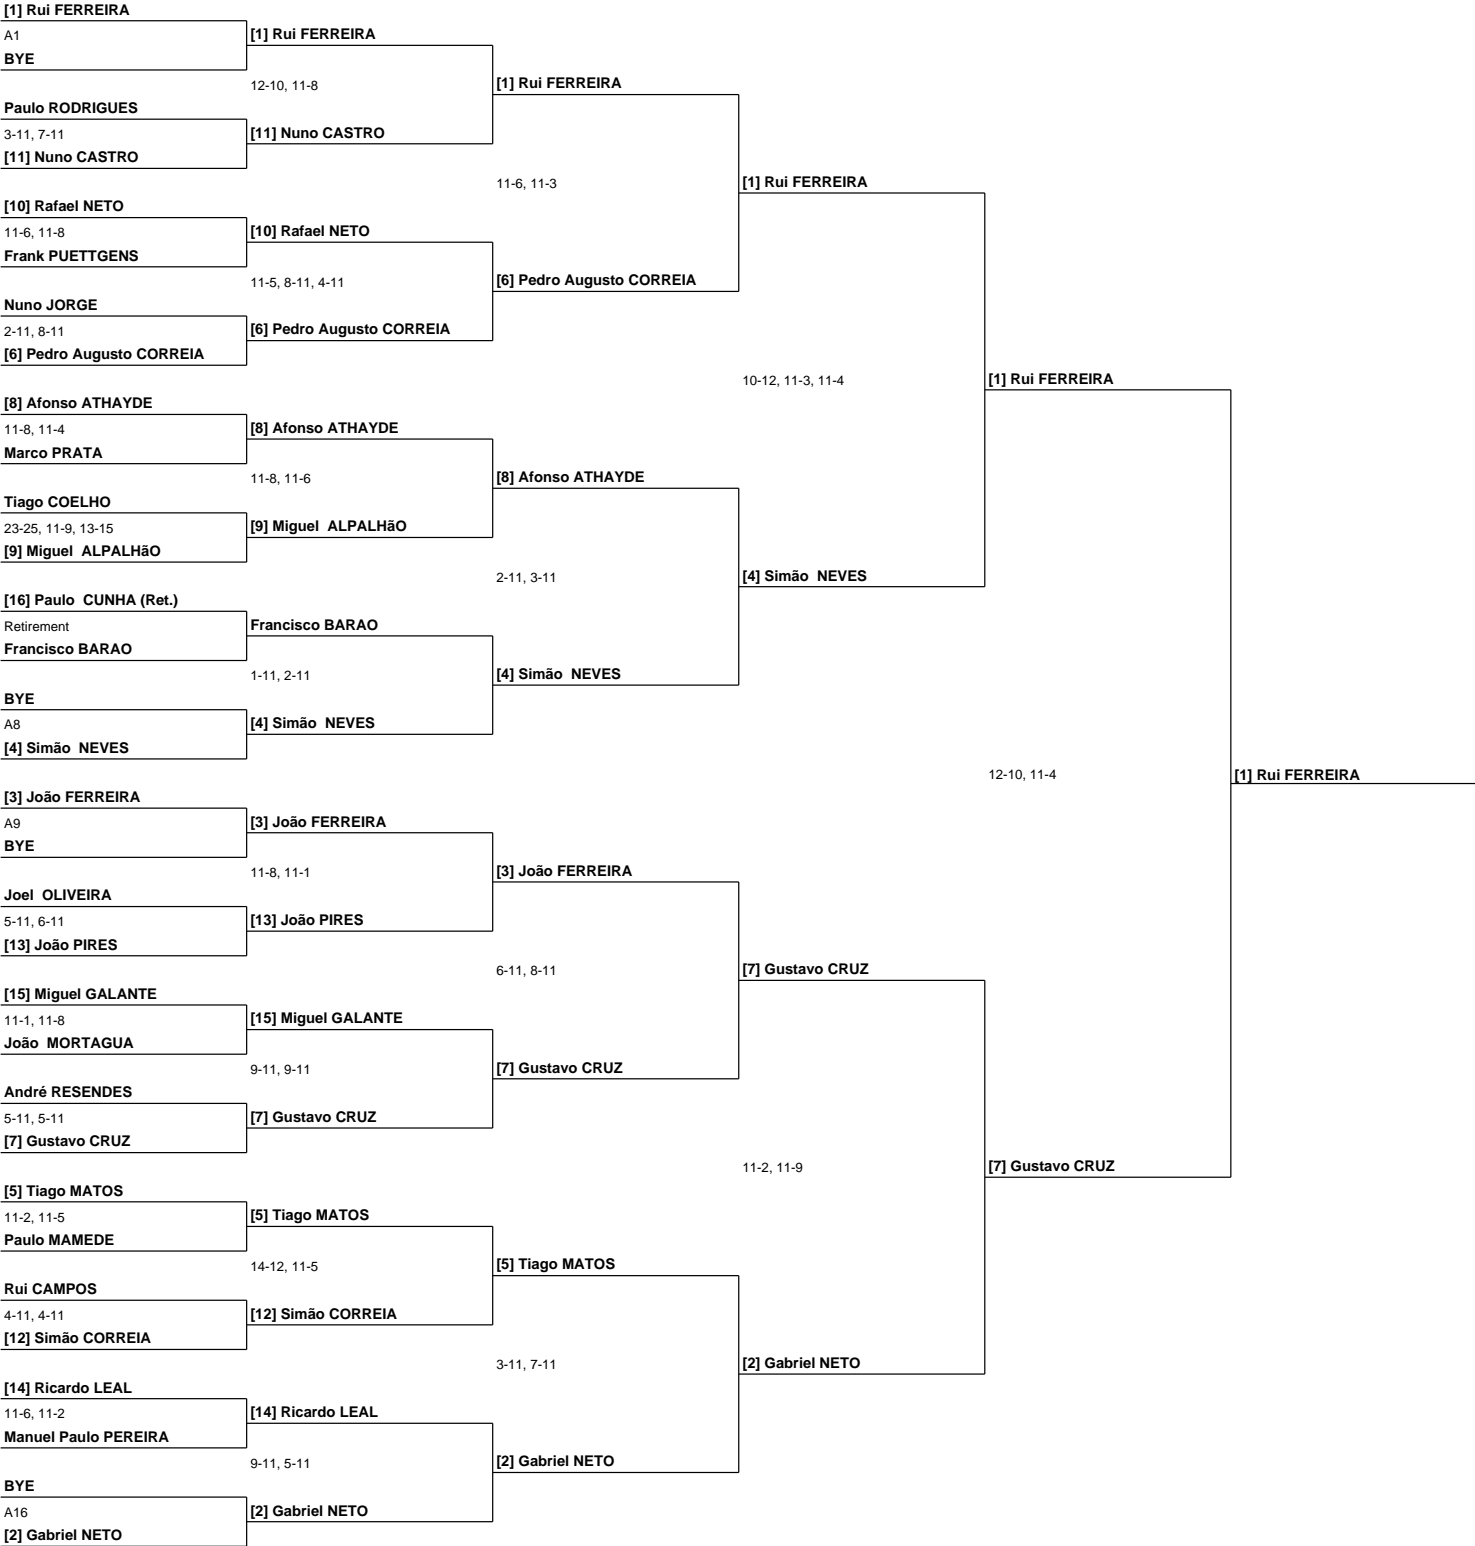 [1] Rui FERREIRA
A1
BYE
Paulo RODRIGUES
3-11, 7-11
[11] Nuno CASTRO
[10] Rafael NETO
11-6, 11-8
Frank PUETTGENS
Nuno JORGE
2-11, 8-11
[6] Pedro Augusto CORREIA
[8] Afonso ATHAYDE
11-8, 11-4
Marco PRATA
Tiago COELHO
23-25, 11-9, 13-15
[9] Miguel  ALPALHãO
[16] Paulo  CUNHA (Ret.)
Retirement
Francisco BARAO
BYE
A8
[4] Simão  NEVES
[3] João FERREIRA
A9
BYE
Joel  OLIVEIRA
5-11, 6-11
[13] João PIRES
[15] Miguel GALANTE
11-1, 11-8
João  MORTAGUA
André RESENDES
5-11, 5-11
[7] Gustavo CRUZ
[5] Tiago MATOS
11-2, 11-5
Paulo MAMEDE
Rui CAMPOS
4-11, 4-11
[12] Simão CORREIA
[14] Ricardo LEAL
11-6, 11-2
Manuel Paulo PEREIRA
BYE
A16
[2] Gabriel NETO
[1] Rui FERREIRA
12-10, 11-8
[11] Nuno CASTRO
[10] Rafael NETO
11-5, 8-11, 4-11
[6] Pedro Augusto CORREIA
[8] Afonso ATHAYDE
11-8, 11-6
[9] Miguel  ALPALHãO
Francisco BARAO
1-11, 2-11
[4] Simão  NEVES
[3] João FERREIRA
11-8, 11-1
[13] João PIRES
[15] Miguel GALANTE
9-11, 9-11
[7] Gustavo CRUZ
[5] Tiago MATOS
14-12, 11-5
[12] Simão CORREIA
[14] Ricardo LEAL
9-11, 5-11
[2] Gabriel NETO
[1] Rui FERREIRA
11-6, 11-3
[6] Pedro Augusto CORREIA
[8] Afonso ATHAYDE
2-11, 3-11
[4] Simão  NEVES
[3] João FERREIRA
6-11, 8-11
[7] Gustavo CRUZ
[5] Tiago MATOS
3-11, 7-11
[2] Gabriel NETO
[1] Rui FERREIRA
10-12, 11-3, 11-4
[4] Simão  NEVES
[7] Gustavo CRUZ
11-2, 11-9
[2] Gabriel NETO
[1] Rui FERREIRA
12-10, 11-4
[7] Gustavo CRUZ
[1] Rui FERREIRA